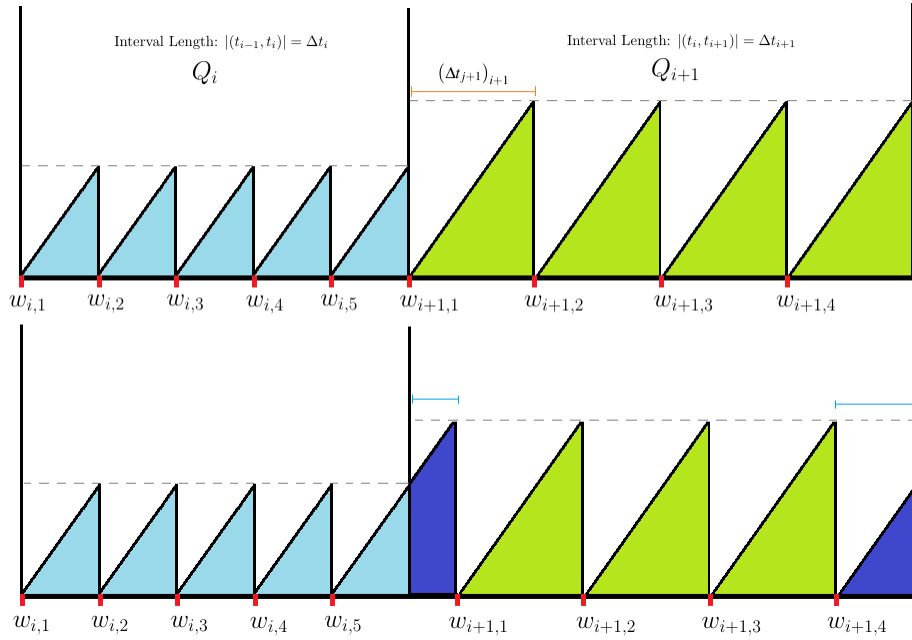 Interval Length: |(t_{i−1}, t_i)| = Δt_i
Q_i
Interval Length: |(t_i, t_{i+1})| = Δt_{i+1}
Q_{i+1}
(Δt_{j+1})_{i+1}
w_{i,1} w_{i,2} w_{i,3} w_{i,4} w_{i,5} w_{i+1,1} w_{i+1,2} w_{i+1,3} w_{i+1,4}
w_{i,1} w_{i,2} w_{i,3} w_{i,4} w_{i,5} w_{i+1,1} w_{i+1,2} w_{i+1,3} w_{i+1,4}